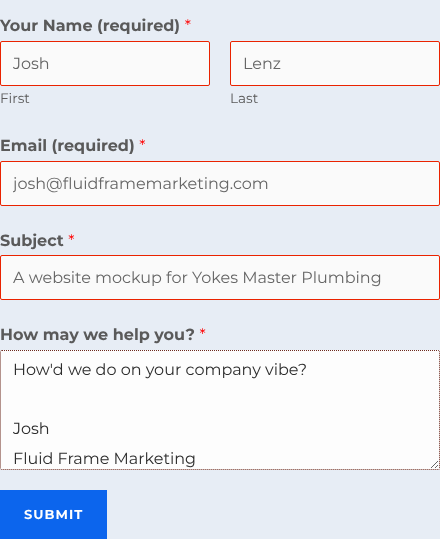 Your Name (required) *
Josh Lenz
First Last
Email (required) *
josh@fluidframemarketing.com
Subject *
A website mockup for Yokes Master Plumbing
How may we help you? *
How'd we do on your company vibe?
Josh
Fluid Frame Marketing
SUBMIT